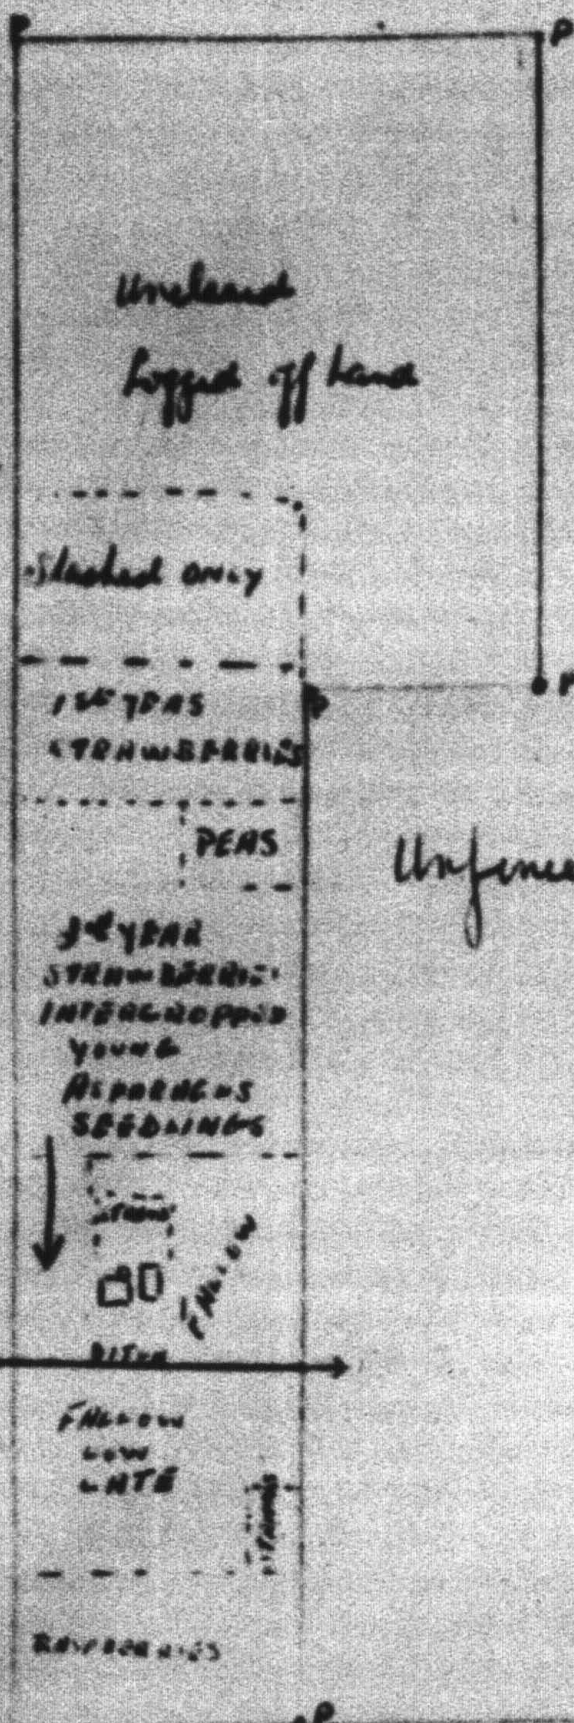 P P
Uncleared
Logged off Land
Slashed ONLY
1st YEAR
STRAWBERRIES
P P
PEAS
Unfence
3rd YEAR
STRAWBERRIES
INTERCROPPED
YOUNG
ASPARAGUS
SEEDLINGS
FALLOW
DITCH
FALLOW
LOW
LATE
RASPBERRIES
P